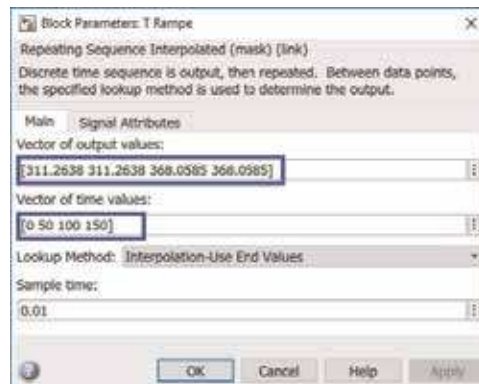 Block Parameters: T Rampe
Repeating Sequence Interpolated (mask) (link)
Discrete time sequence is output, then repeated. Between data points,
the specified lookup method is used to determine the output.
Main Signal Attributes
Vector of output values:
[311.2638 311.2638 368.0585 368.0585]
Vector of time values:
[0 50 100 150]
Lookup Method: Interpolation-Use End Values
Sample time:
0.01
OK Cancel Help Apply